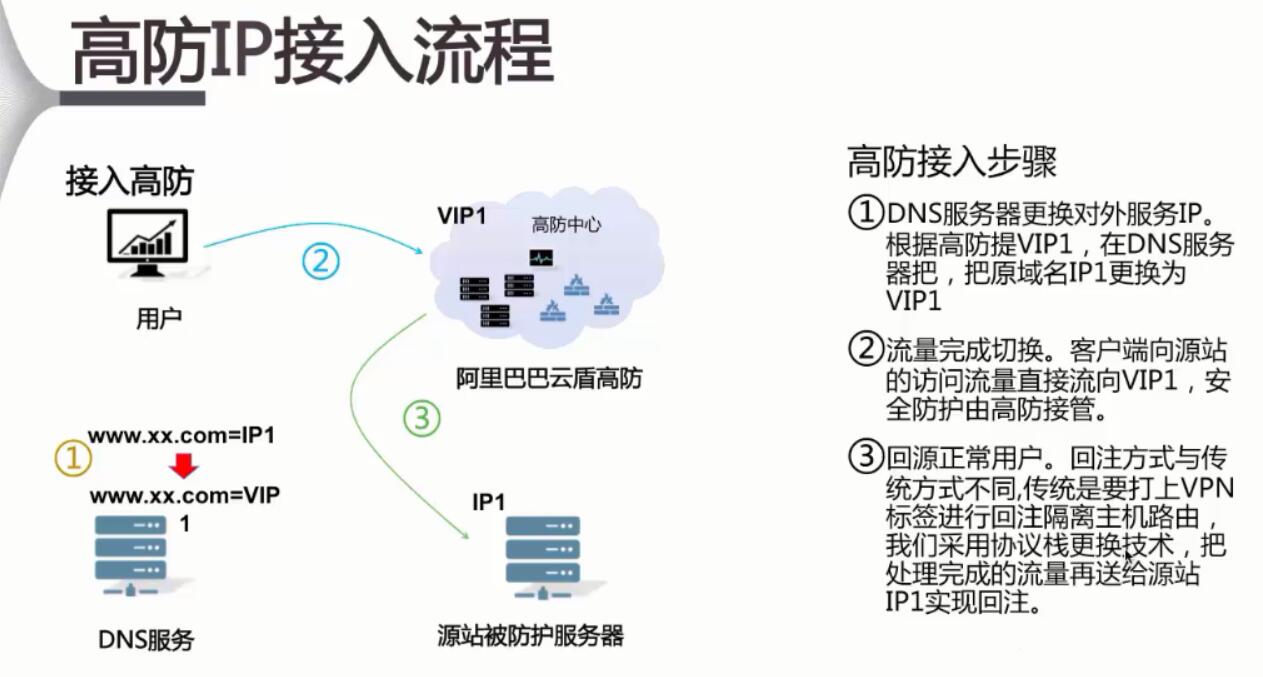 高防IP接入流程
接入高防
用户
②
VIP1
高防中心
阿里巴巴云盾高防
③
①
www.xx.com=IP1
www.xx.com=VIP
1
DNS服务
IP1
源站被防护服务器
高防接入步骤
①DNS服务器更换对外服务IP。
根据高防提VIP1，在DNS服务
器把，把原域名IP1更换为
VIP1
②流量完成切换。客户端向源站
的访问流量直接流向VIP1，安
全防护由高防接管。
③回源正常用户。回注方式与传
统方式不同,传统是要打上VPN
标签进行回注隔离主机路由，
我们采用协议栈更换技术，把
处理完成的流量再送给源站
IP1实现回注。